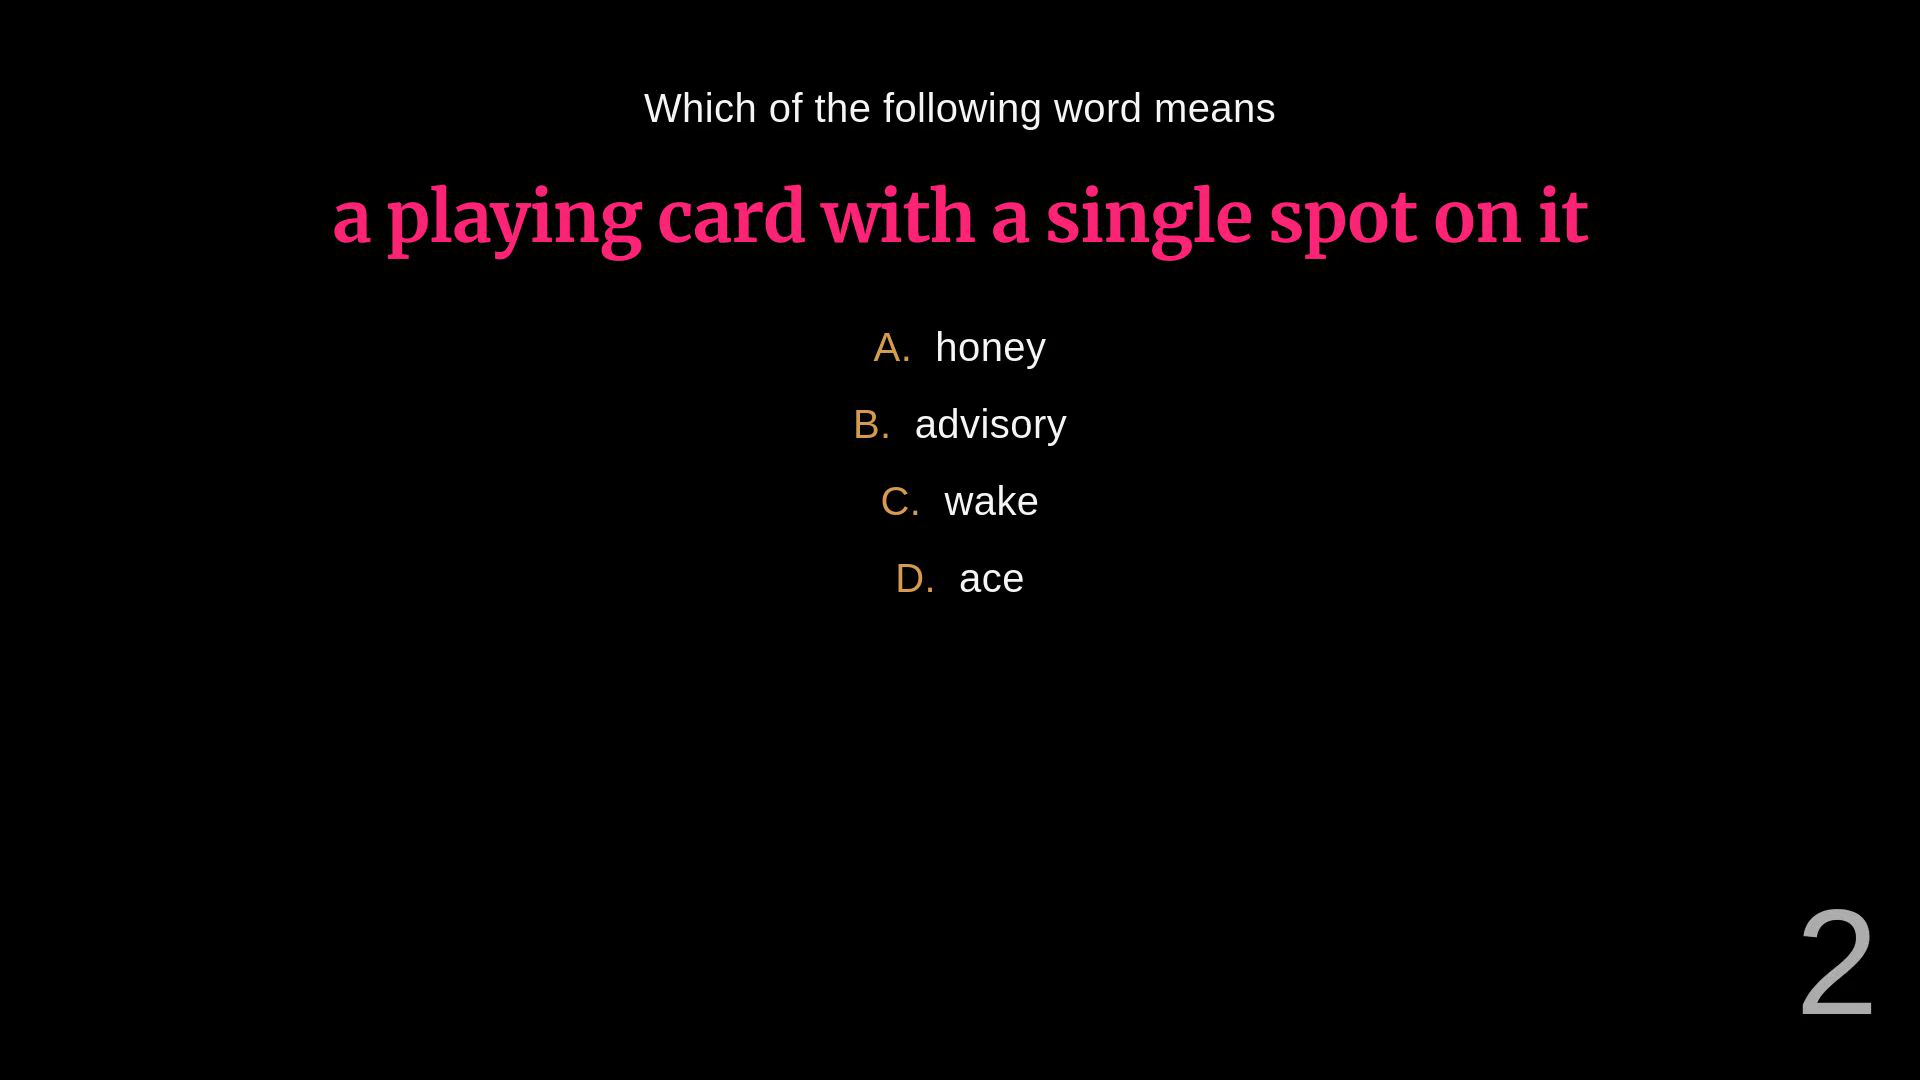 Which of the following word means
a playing card with a single spot on it
A. honey
B. advisory
C. wake
D. ace
2